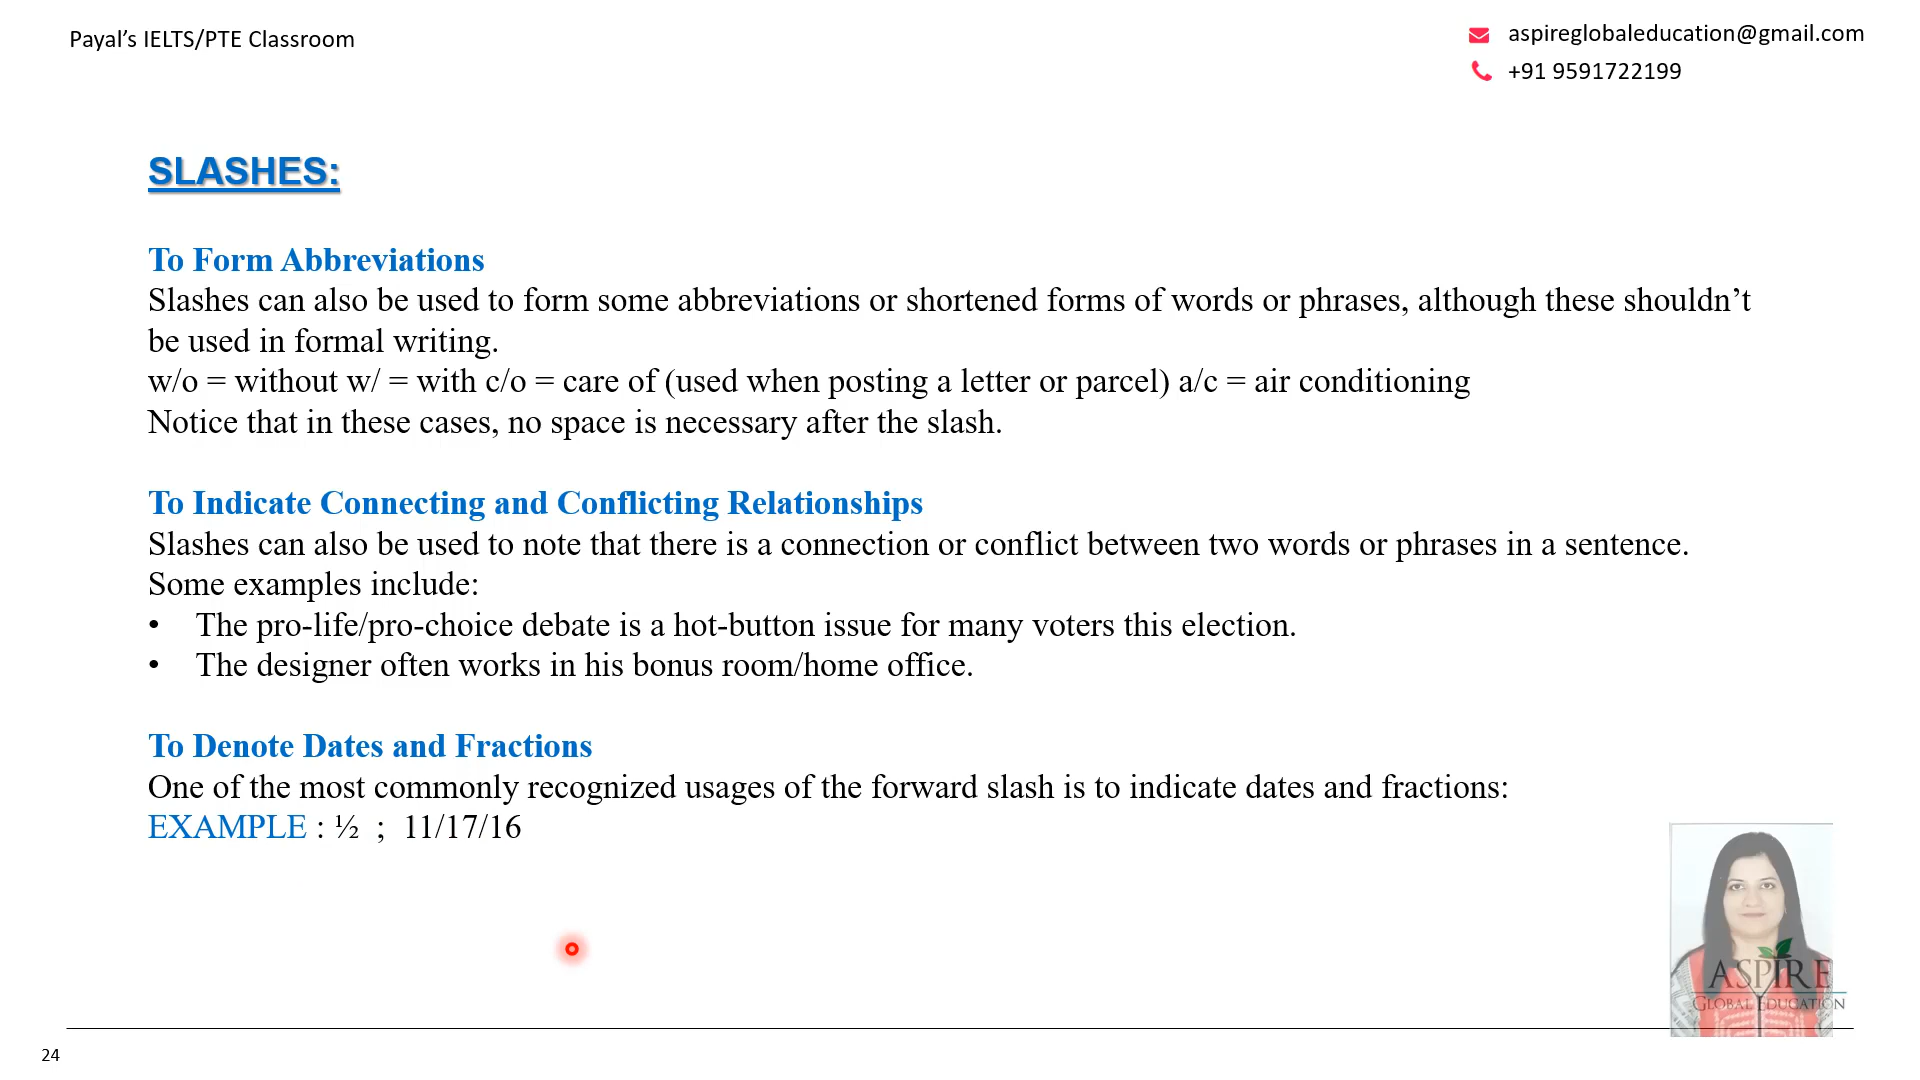 Payal’s IELTS/PTE Classroom
aspireglobaleducation@gmail.com
+91 9591722199
SLASHES:
To Form Abbreviations
Slashes can also be used to form some abbreviations or shortened forms of words or phrases, although these shouldn’t
be used in formal writing.
w/o = without w/ = with c/o = care of (used when posting a letter or parcel) a/c = air conditioning
Notice that in these cases, no space is necessary after the slash.
To Indicate Connecting and Conflicting Relationships
Slashes can also be used to note that there is a connection or conflict between two words or phrases in a sentence.
Some examples include:
• The pro-life/pro-choice debate is a hot-button issue for many voters this election.
• The designer often works in his bonus room/home office.
To Denote Dates and Fractions
One of the most commonly recognized usages of the forward slash is to indicate dates and fractions:
EXAMPLE : ½ ; 11/17/16
ASPIRE
GLOBAL EDUCATION
24